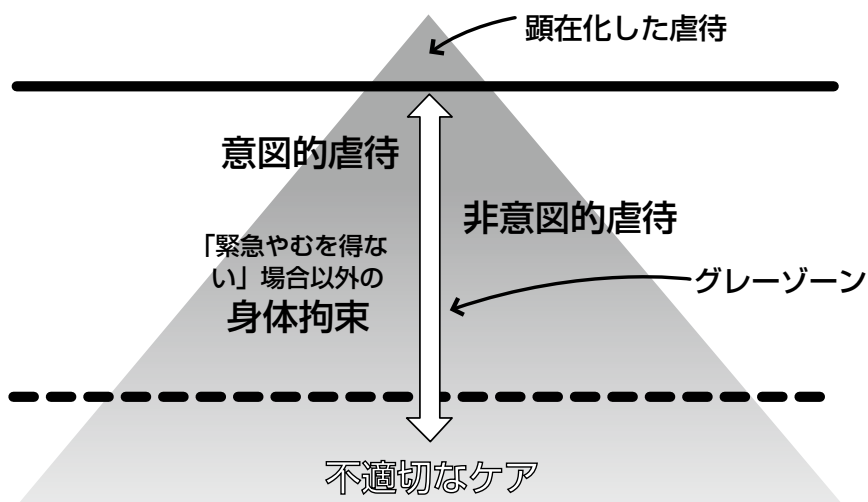 顕在化した虐待
意図的虐待
非意図的虐待
「緊急やむを得な
い」場合以外の
身体拘束
グレーゾーン
不適切なケア